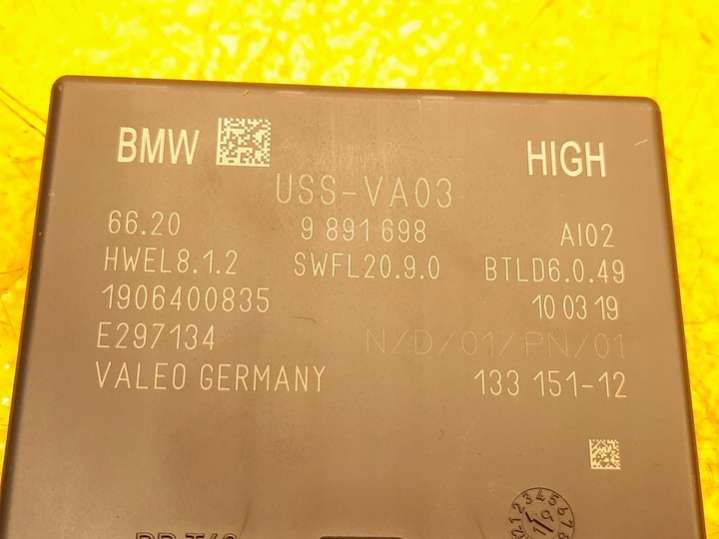 BMW HIGH
USS-VA03
66.20 9 891 698 AI02
HWEL8.1.2 SWFL20.9.0 BTLD6.0.49
1906400835 10 03 19
E297134 N/D/01/PN/01
VALEO GERMANY 133 151-12